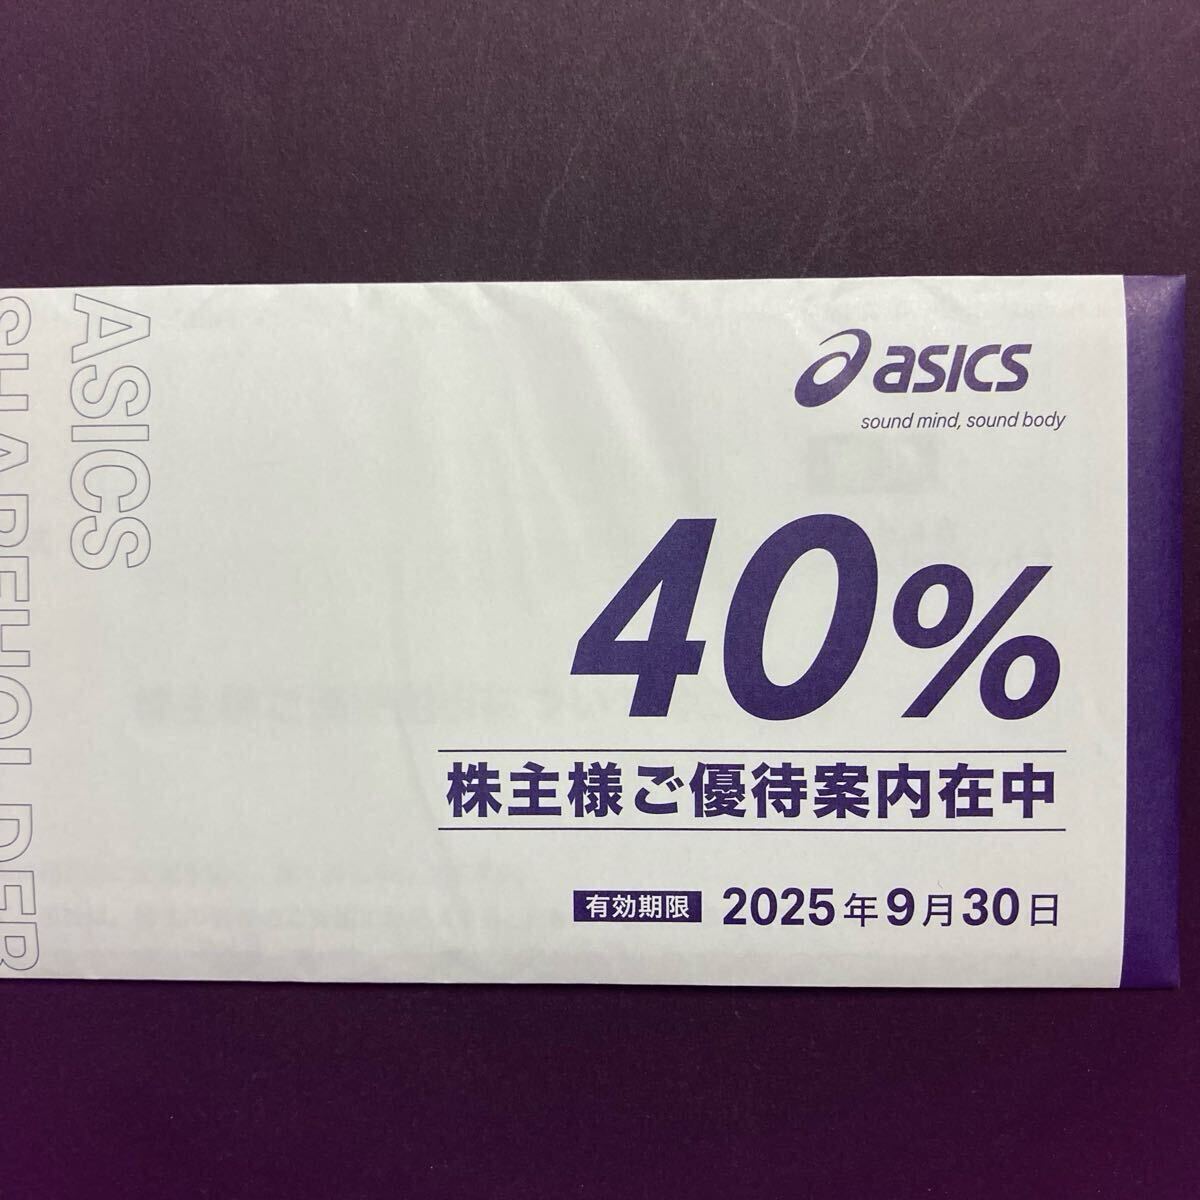 ASICS
SHAREHOLDER
asics
sound mind, sound body
40%
株主様ご優待案内在中
有効期限 2025年9月30日